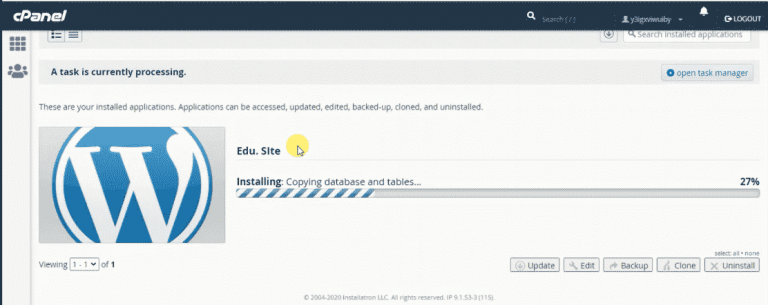 cPanel
Search ( / )
y3igxviwuiby
LOGOUT
Search installed applications
A task is currently processing.
open task manager
These are your installed applications. Applications can be accessed, updated, edited, backed-up, cloned, and uninstalled.
Edu. SIte
Installing: Copying database and tables... 27%
select: all • none
Viewing 1 - 1 of 1
Update Edit Backup Clone Uninstall
© 2004-2020 Installatron LLC. All rights reserved. IP 9.1.53-3 (115).